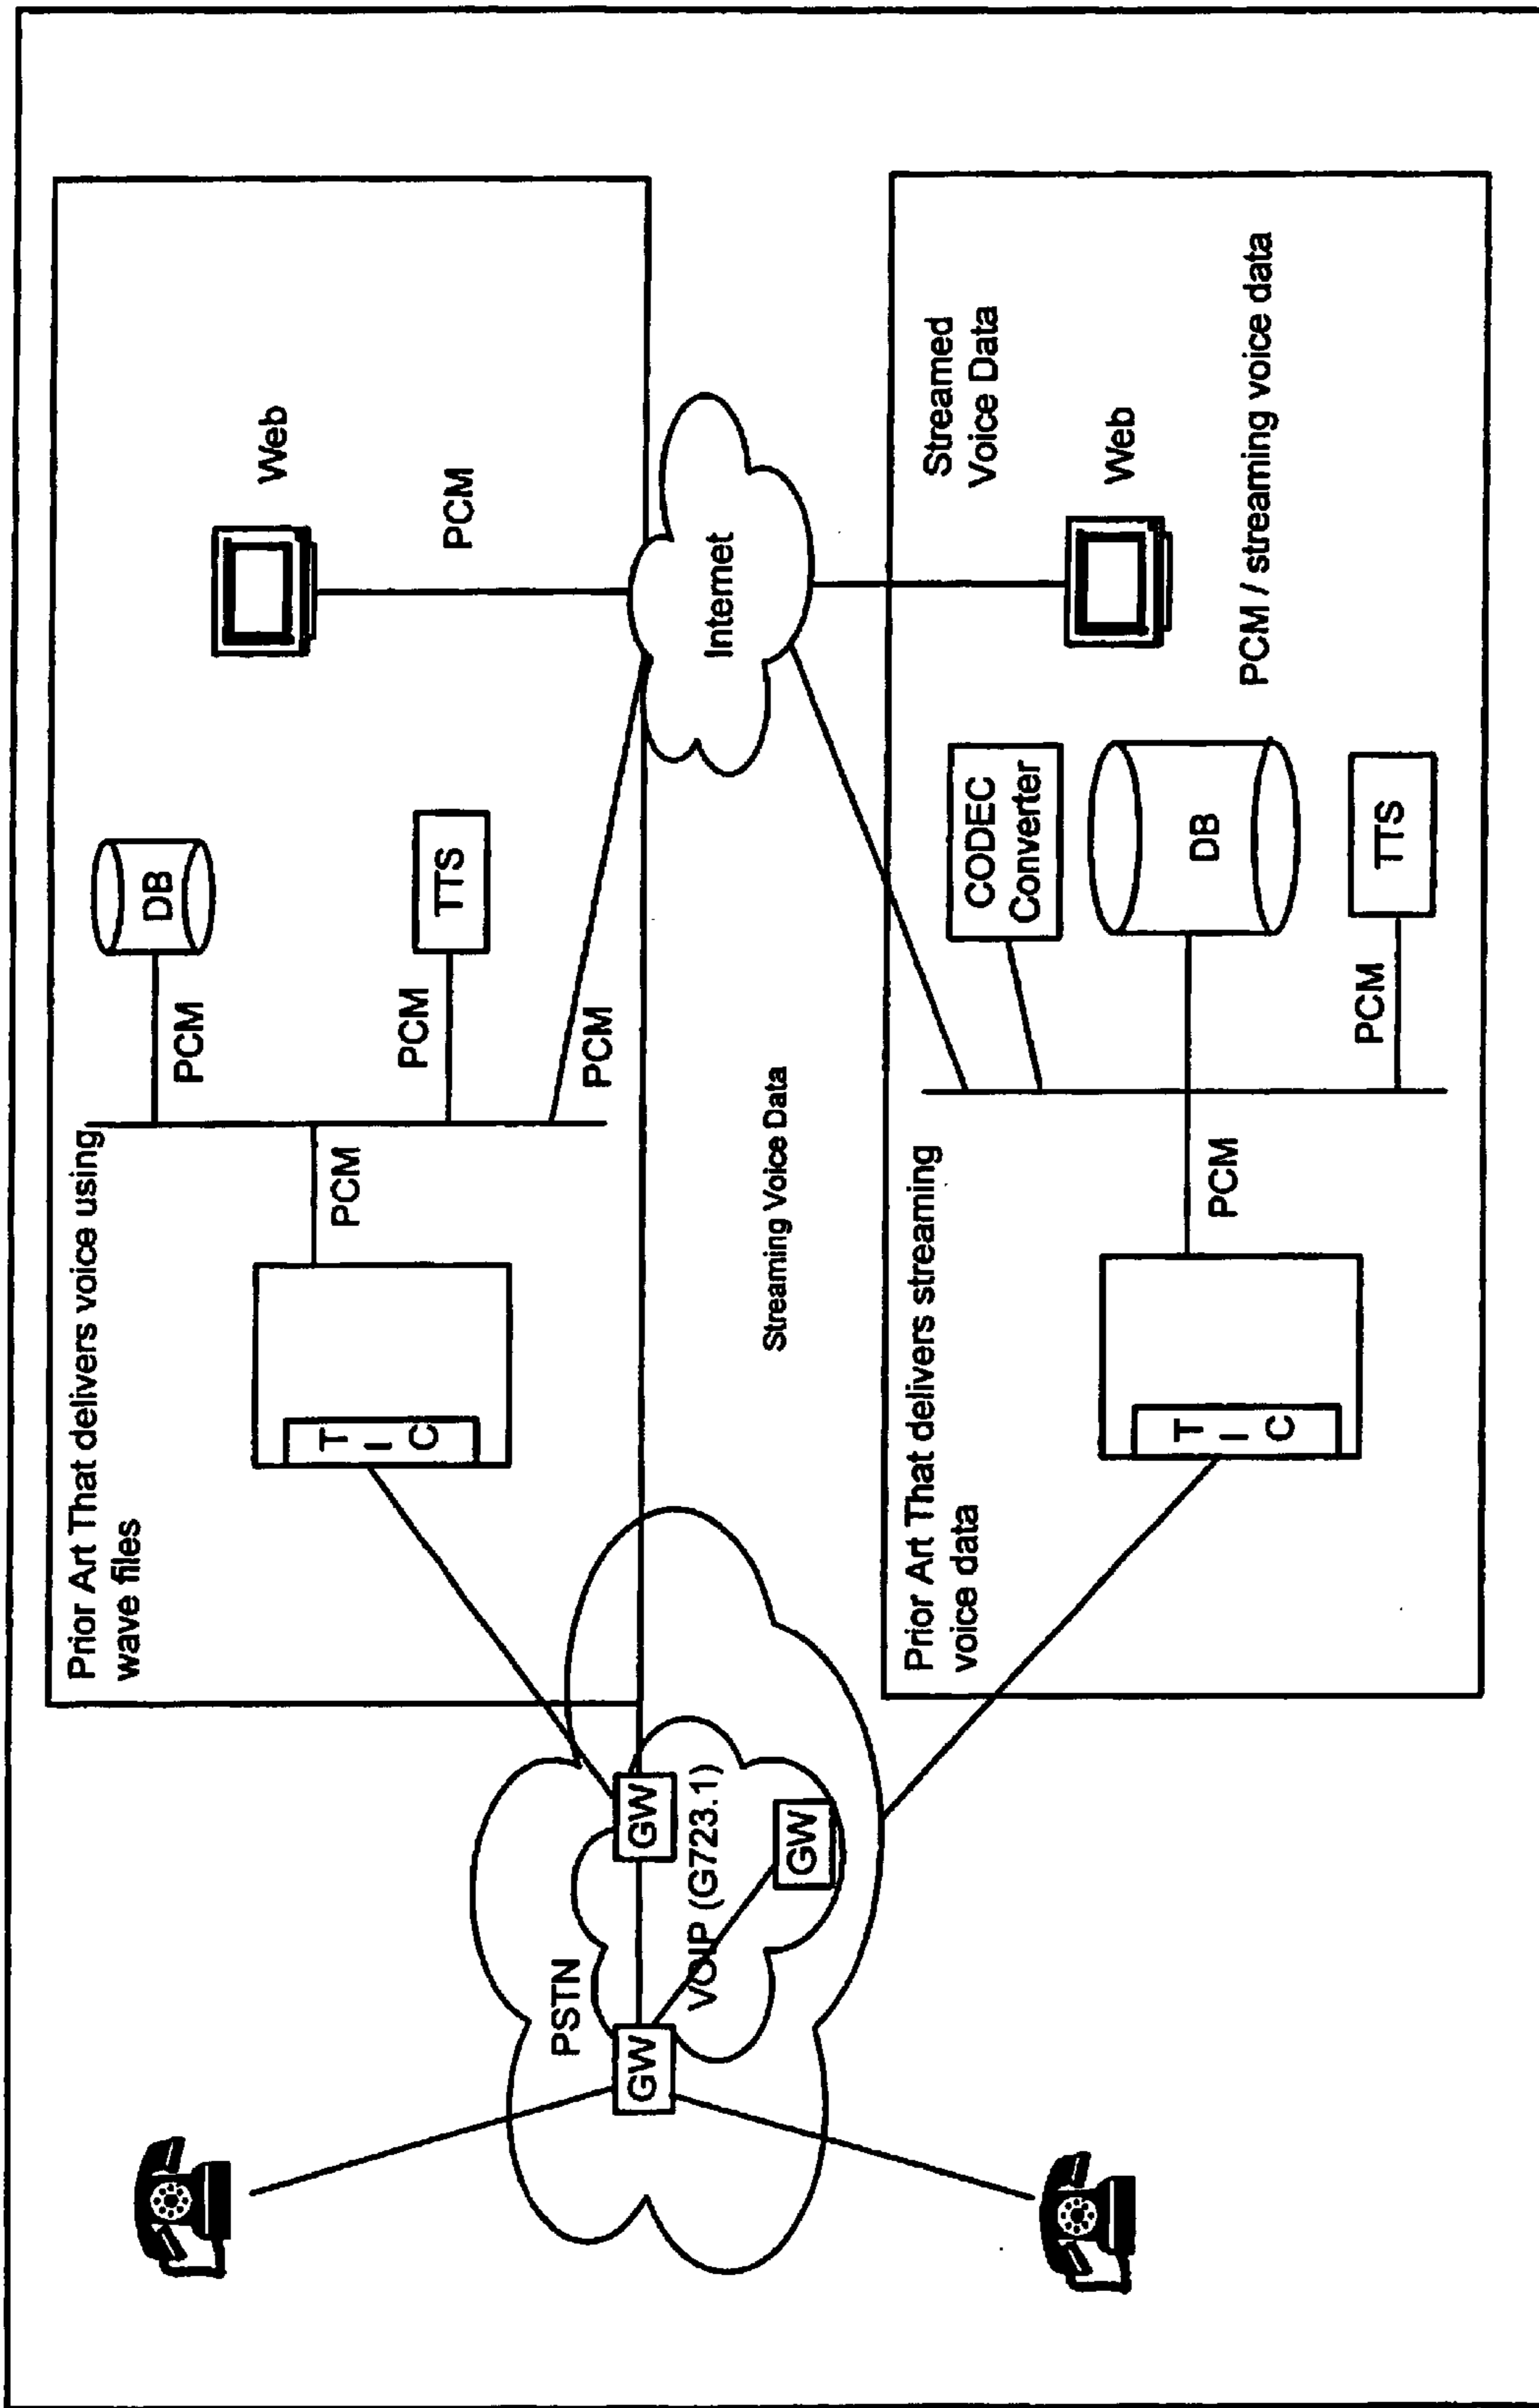 Prior Art That delivers voice using
wave files
DB
PCM
TTS
PCM
PCM
PCM
T
I
C
Web
PCM
PSTN
GW
GW
VOIP (G723.1)
GW
Streaming Voice Data
Internet
Prior Art That delivers streaming
voice data
T
I
C
PCM
CODEC
Converter
DB
TTS
PCM
Streamed
Voice Data
Web
PCM / streaming voice data